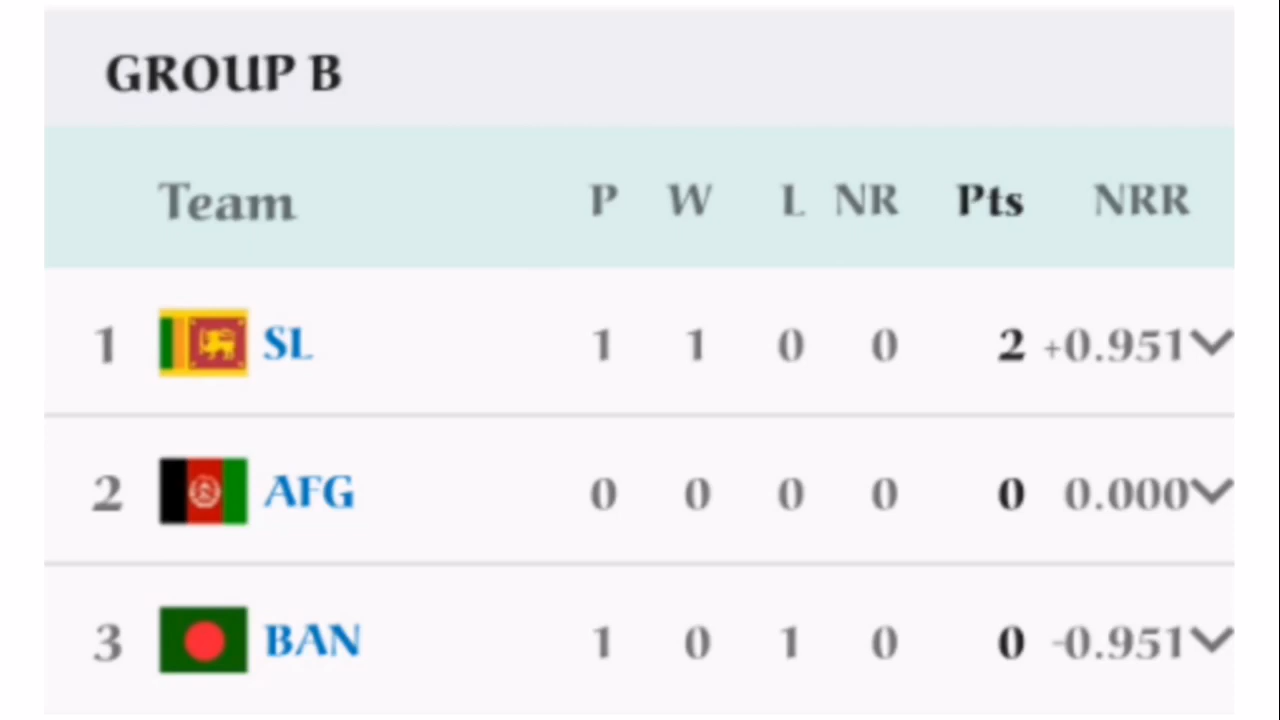 GROUP B
Team P W L NR Pts NRR
1 SL 1 1 0 0 2 +0.951
2 AFG 0 0 0 0 0 0.000
3 BAN 1 0 1 0 0 -0.951